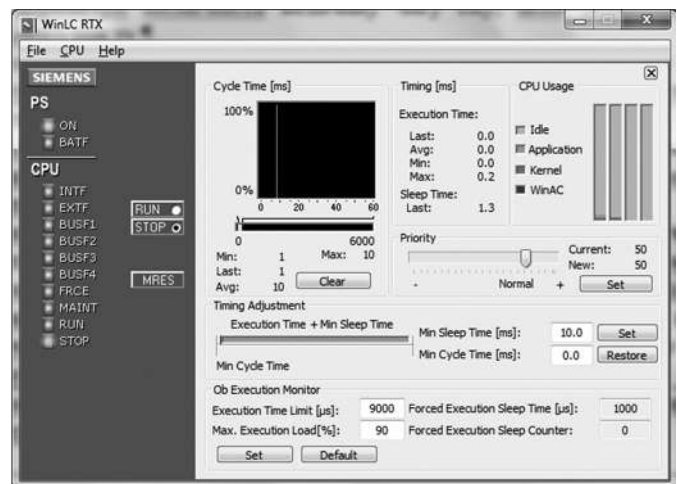 WinLC RTX
File CPU Help
SIEMENS
PS
ON
BATF
CPU
INTF
EXTF
BUSF1
BUSF2
BUSF3
BUSF4
FRCE
MAINT
RUN
STOP
RUN
STOP
MRES
Cycle Time [ms]
100%
0%
0 20 40 60
0 6000
Min: 1 Max: 10
Last: 1
Avg: 10 Clear
Timing [ms]
Execution Time:
Last: 0.0
Avg: 0.0
Min: 0.0
Max: 0.2
Sleep Time:
Last: 1.3
CPU Usage
Idle
Application
Kernel
WinAC
Priority
Current: 50
New: 50
- Normal + Set
Timing Adjustment
Execution Time + Min Sleep Time
Min Cycle Time
Min Sleep Time [ms]: 10.0 Set
Min Cycle Time [ms]: 0.0 Restore
Ob Execution Monitor
Execution Time Limit [µs]: 9000 Forced Execution Sleep Time [µs]: 1000
Max. Execution Load[%]: 90 Forced Execution Sleep Counter: 0
Set Default